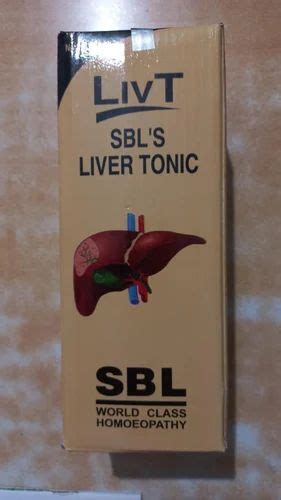 LIVT
SBL'S
LIVER TONIC
SBL
WORLD CLASS
HOMOEOPATHY